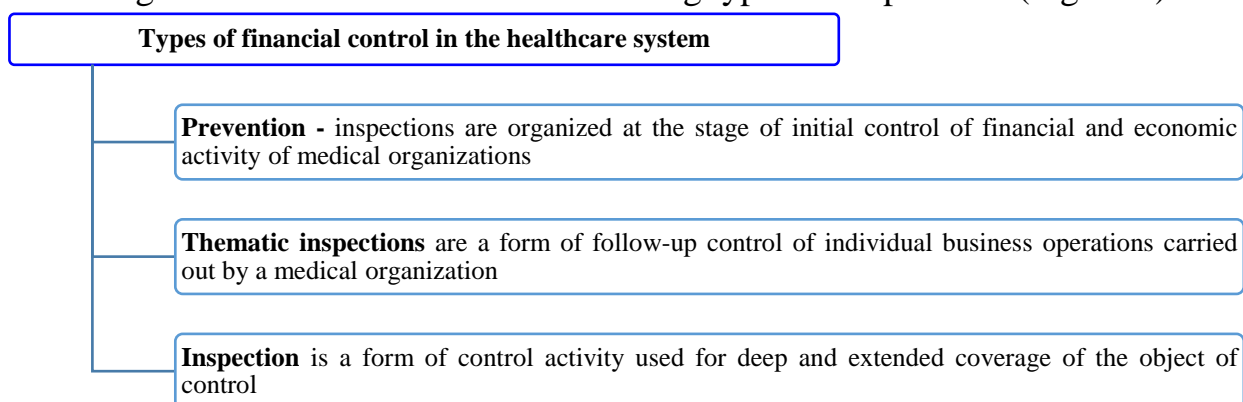 Types of financial control in the healthcare system
Prevention - inspections are organized at the stage of initial control of financial and economic
activity of medical organizations
Thematic inspections are a form of follow-up control of individual business operations carried
out by a medical organization
Inspection is a form of control activity used for deep and extended coverage of the object of
control